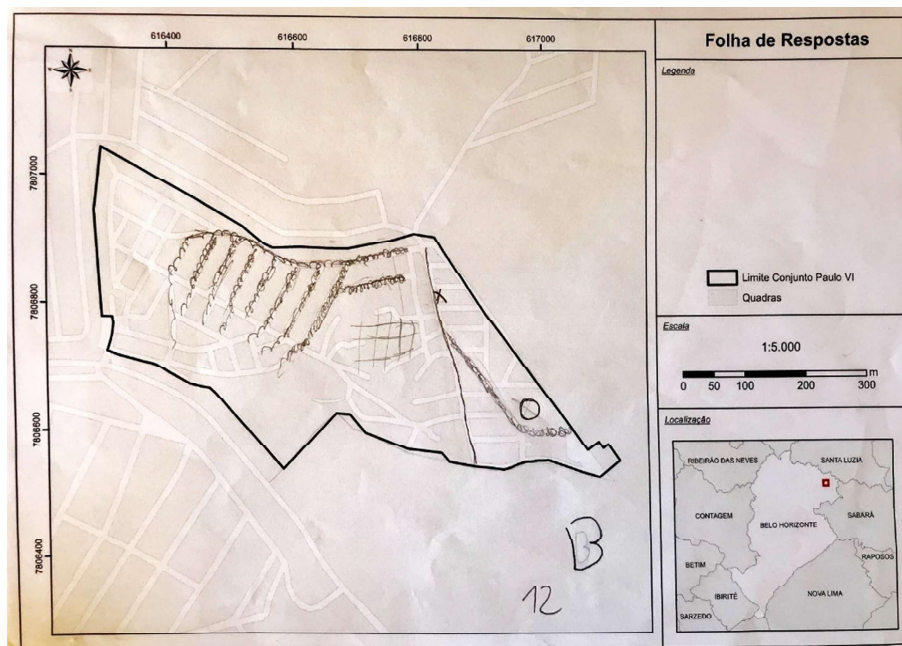 616400 616600 616800 617000
Folha de Respostas
Legenda
7807000
Limite Conjunto Paulo VI
7806800
Quadras
Escala
1:5.000
m
0 50 100 150 200 300
7806600
Localização
RIBEIRÃO DAS NEVES
SANTA LUZIA
CONTAGEM
SABARÁ
BELO HORIZONTE
B
7806400
RAPOSOS
BETIM
IBIRITÉ
NOVA LIMA
12
SARZEDO